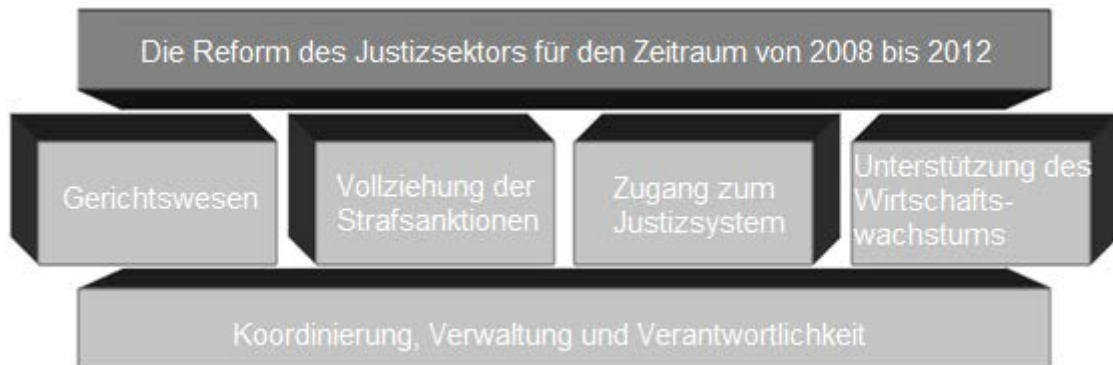 Die Reform des Justizsektors für den Zeitraum von 2008 bis 2012
Gerichtswesen
Vollziehung der
Strafsanktionen
Zugang zum
Justizsystem
Unterstützung des
Wirtschafts-
wachstums
Koordinierung, Verwaltung und Verantwortlichkeit